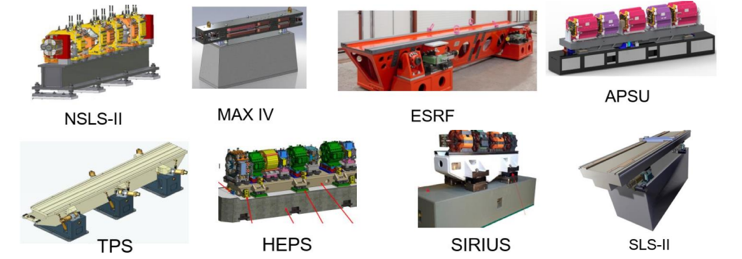 NSLS-II
MAX IV
ESRF
APSU
TPS
HEPS
SIRIUS
SLS-II